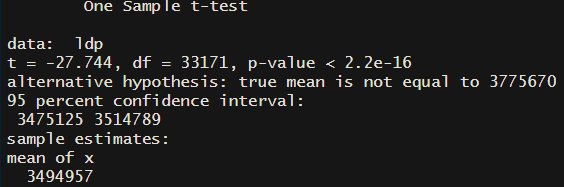 One Sample t-test
data: ldp
t = -27.744, df = 33171, p-value < 2.2e-16
alternative hypothesis: true mean is not equal to 3775670
95 percent confidence interval:
3475125 3514789
sample estimates:
mean of x
3494957